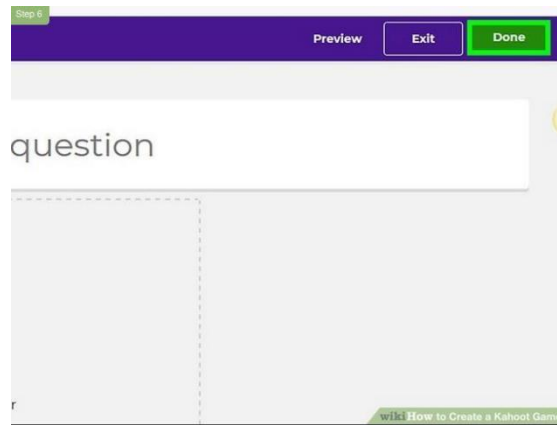 Step 6
Preview Exit Done
question
r
wikiHow to Create a Kahoot Game